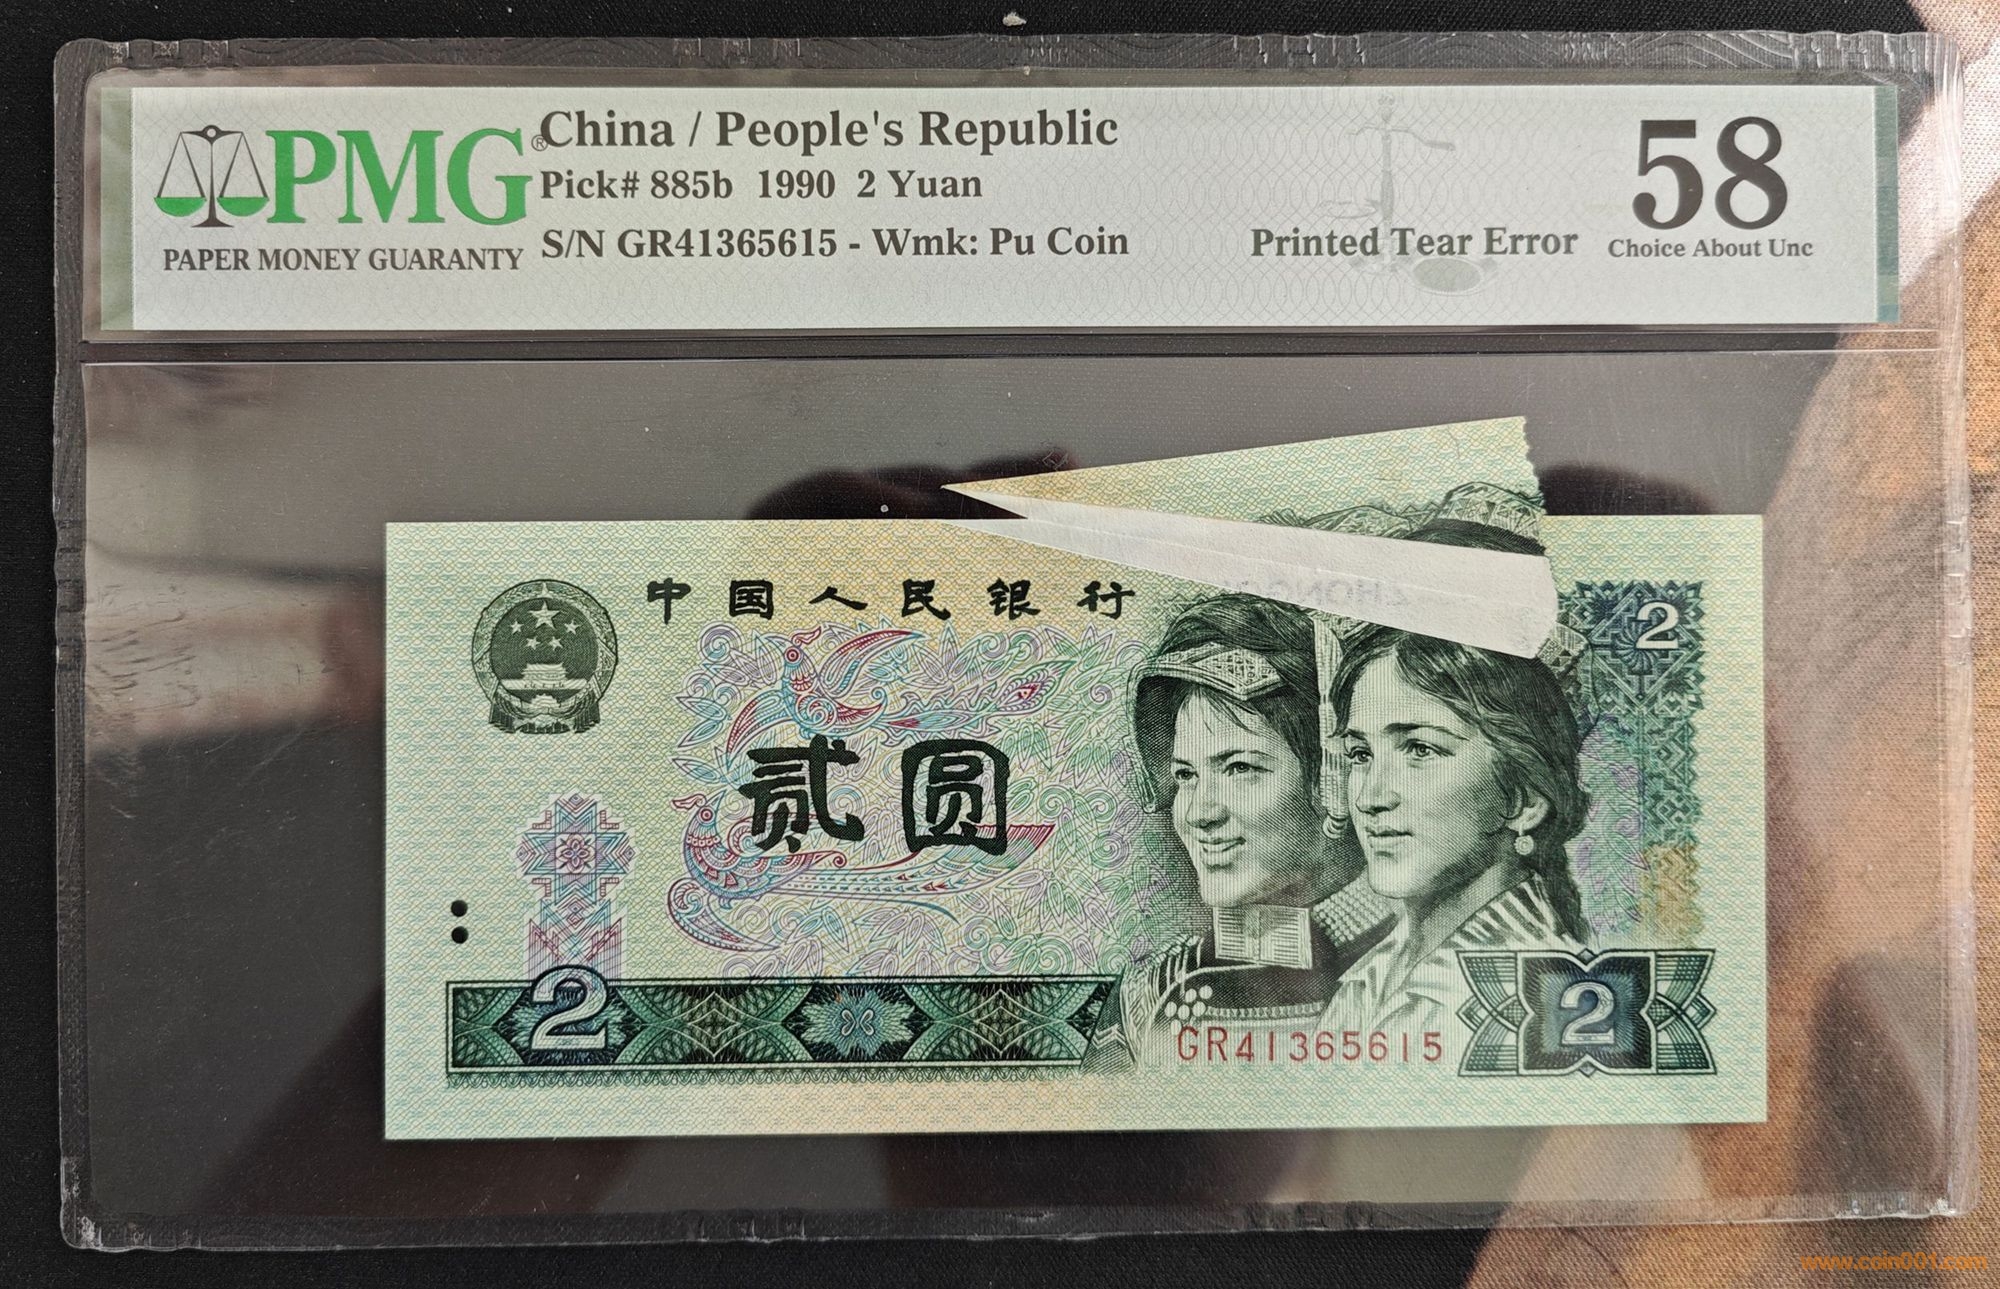 PMG®
PAPER MONEY GUARANTY
China / People's Republic
Pick# 885b 1990 2 Yuan
S/N GR41365615 - Wmk: Pu Coin
Printed Tear Error
58
Choice About Unc
中国人民银行
2
贰圆
2
2
GR41365615
www.coin001.com